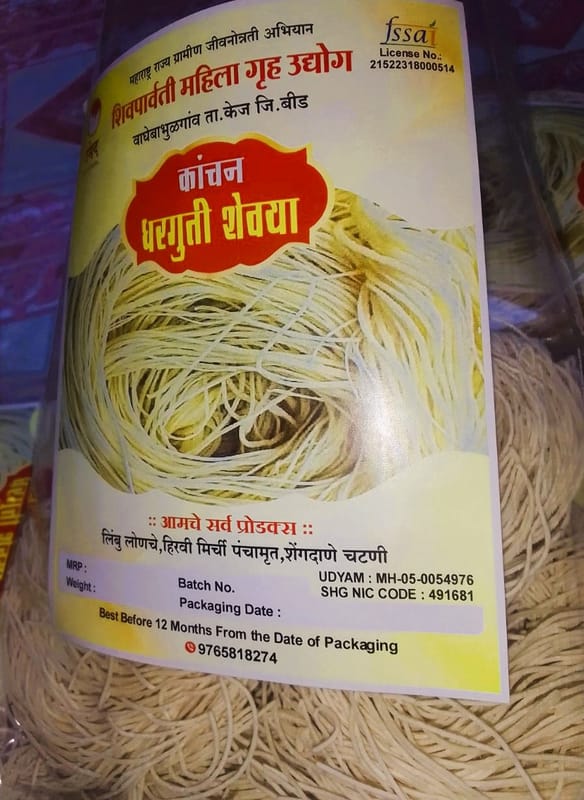 महाराष्ट्र राज्य ग्रामीण जीवनोन्नती अभियान
fssai
License No.:
21522318000514
शिवपार्वती महिला गृह उद्योग
वाघेबाभुळगांव ता.केज जि.बीड
कांचन
धरगुती शेवया
:: आमचे सर्व प्रोडक्स ::
लिंबु लोणचे,हिरवी मिर्ची पंचामृत,शेंगदाणे चटणी
MRP :
Weight :
Batch No.
Packaging Date :
UDYAM : MH-05-0054976
SHG NIC CODE : 491681
Best Before 12 Months From the Date of Packaging
9765818274